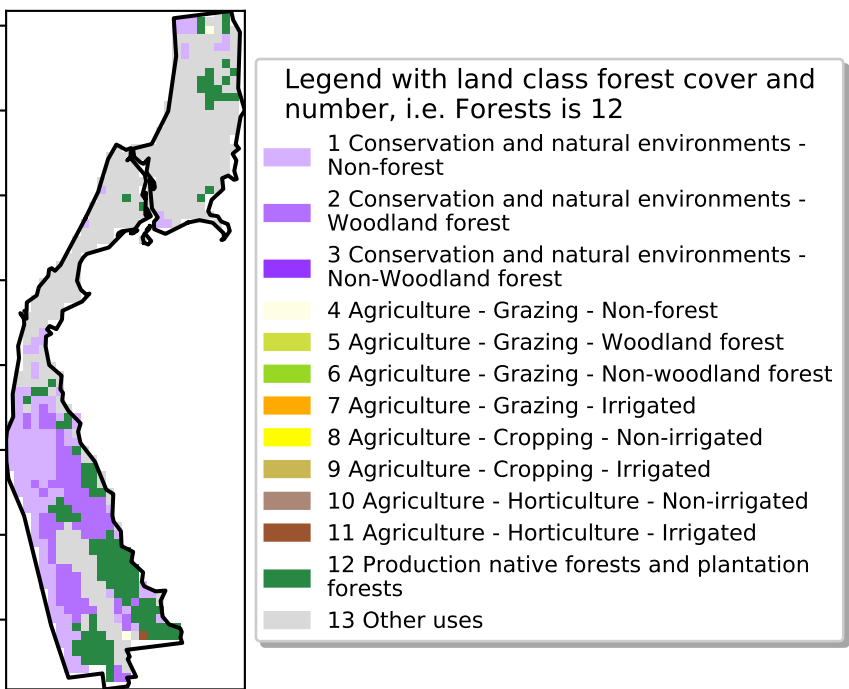 Legend with land class forest cover and
number, i.e. Forests is 12
1 Conservation and natural environments -
Non-forest
2 Conservation and natural environments -
Woodland forest
3 Conservation and natural environments -
Non-Woodland forest
4 Agriculture - Grazing - Non-forest
5 Agriculture - Grazing - Woodland forest
6 Agriculture - Grazing - Non-woodland forest
7 Agriculture - Grazing - Irrigated
8 Agriculture - Cropping - Non-irrigated
9 Agriculture - Cropping - Irrigated
10 Agriculture - Horticulture - Non-irrigated
11 Agriculture - Horticulture - Irrigated
12 Production native forests and plantation
forests
13 Other uses